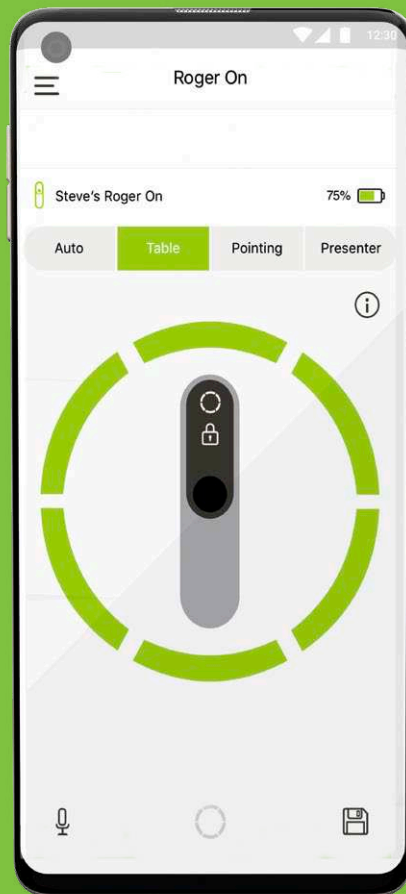 12:30
Roger On
Steve's Roger On 75%
Auto Table Pointing Presenter